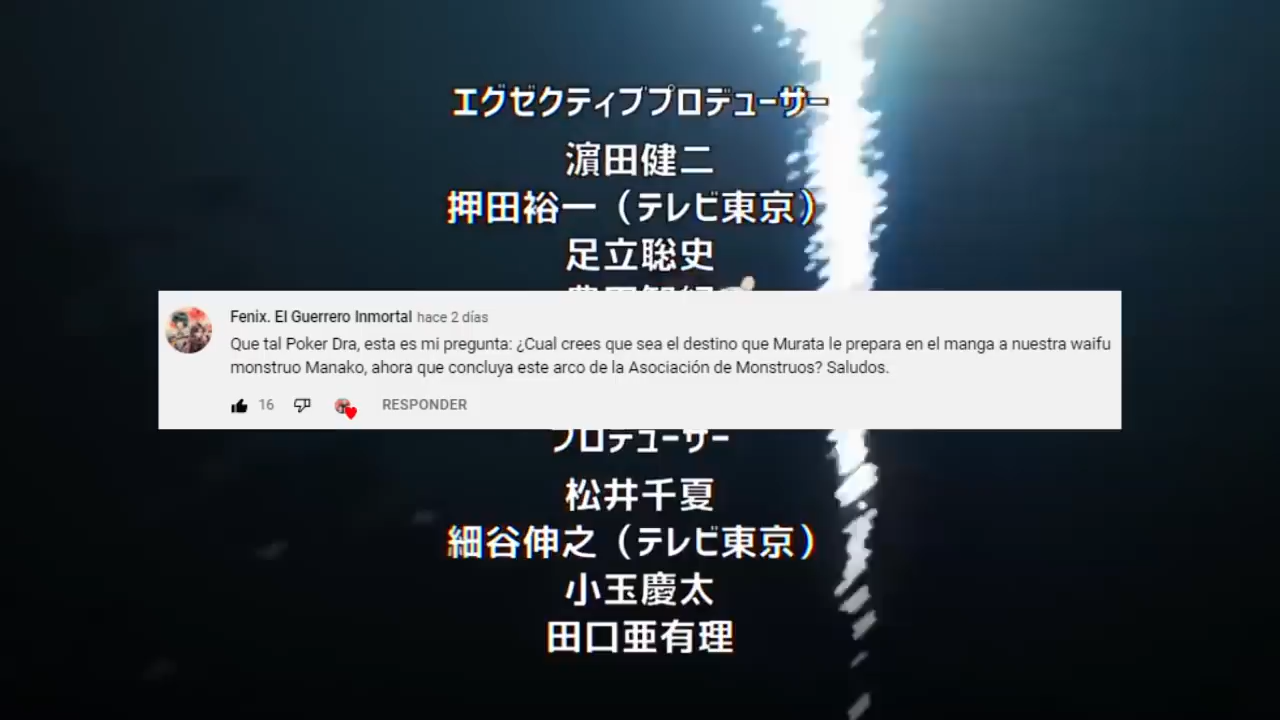 エグゼクティブプロデューサー
濵田健二
押田裕一（テレビ東京）
足立聡史
Fenix. El Guerrero Inmortal hace 2 días
Que tal Poker Dra, esta es mi pregunta: ¿Cual crees que sea el destino que Murata le prepara en el manga a nuestra waifu
monstruo Manako, ahora que concluya este arco de la Asociación de Monstruos? Saludos.
16 RESPONDER
プロデューサー
松井千夏
細谷伸之（テレビ東京）
小玉慶太
田口亜有理